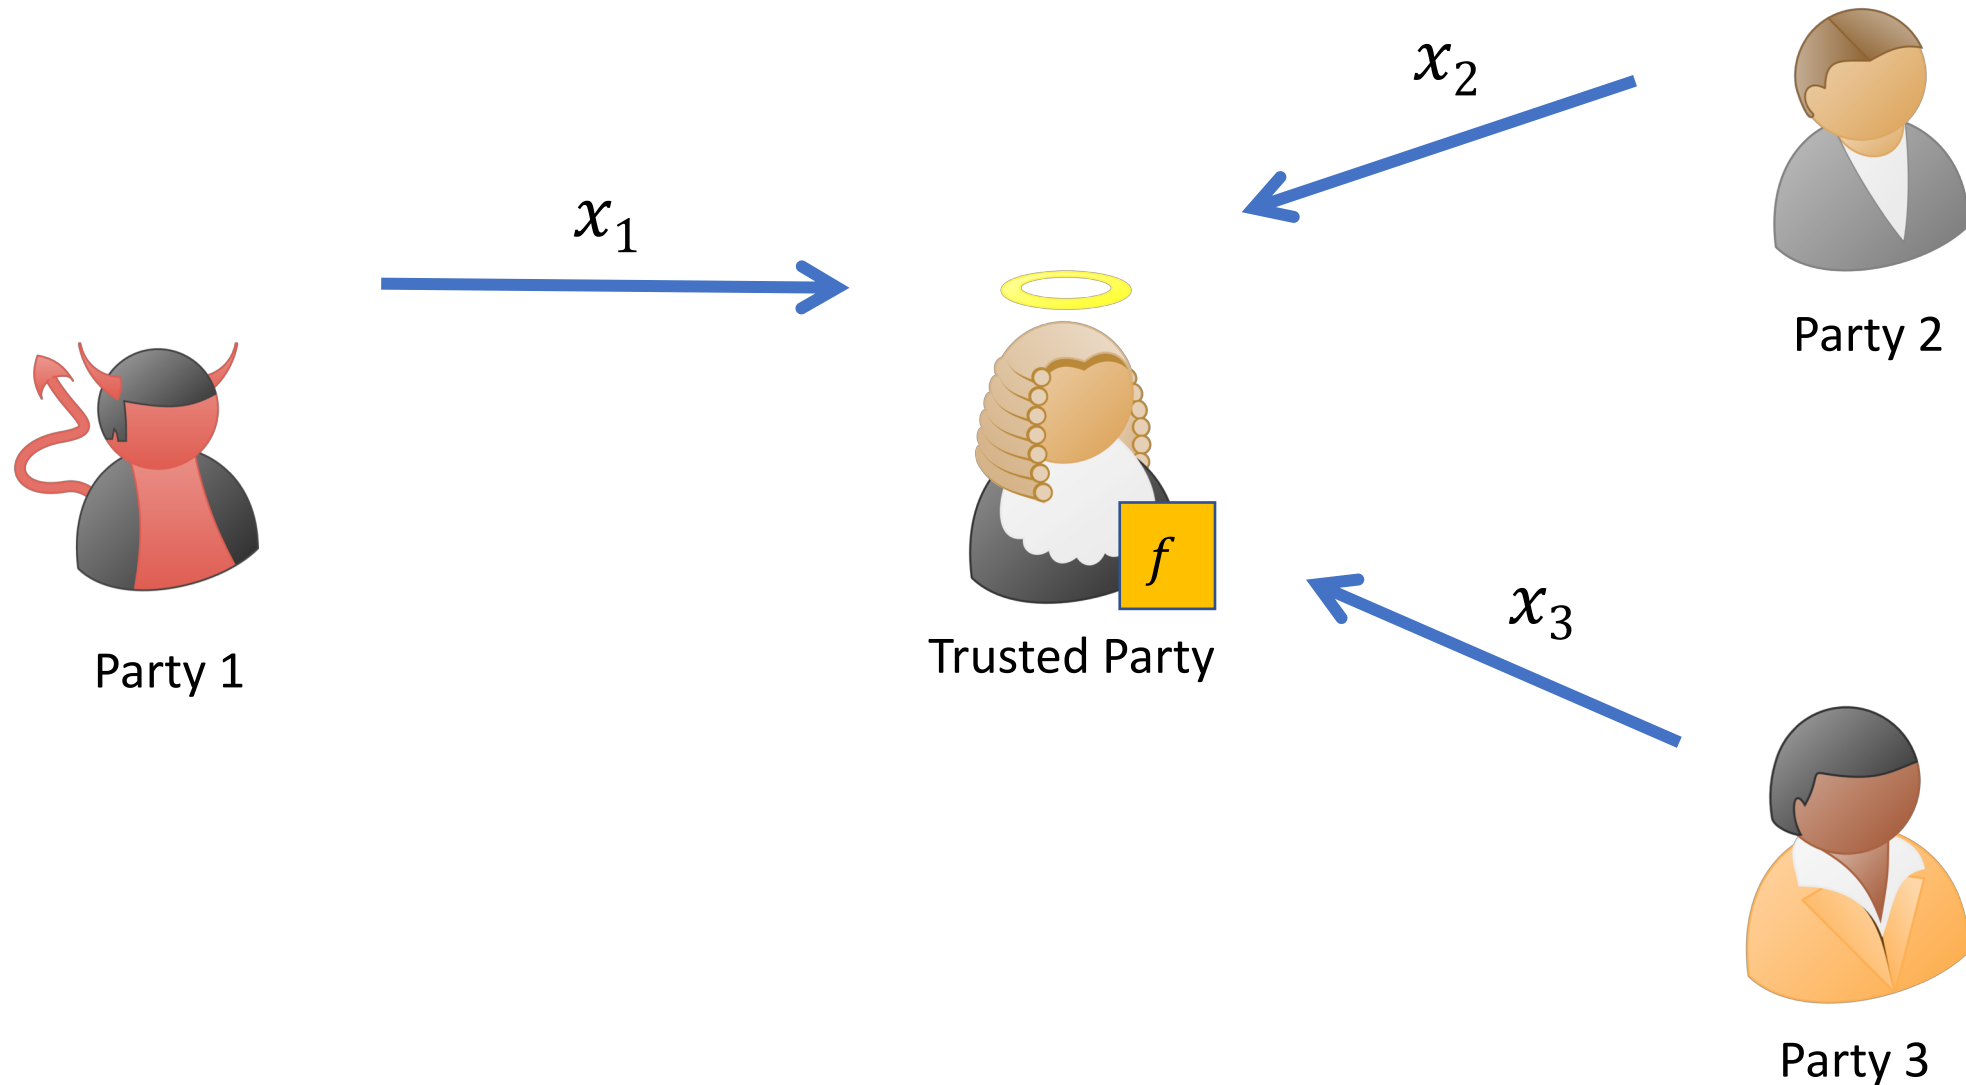 x₂
x₁
Party 2
f
x₃
Trusted Party
Party 1
Party 3